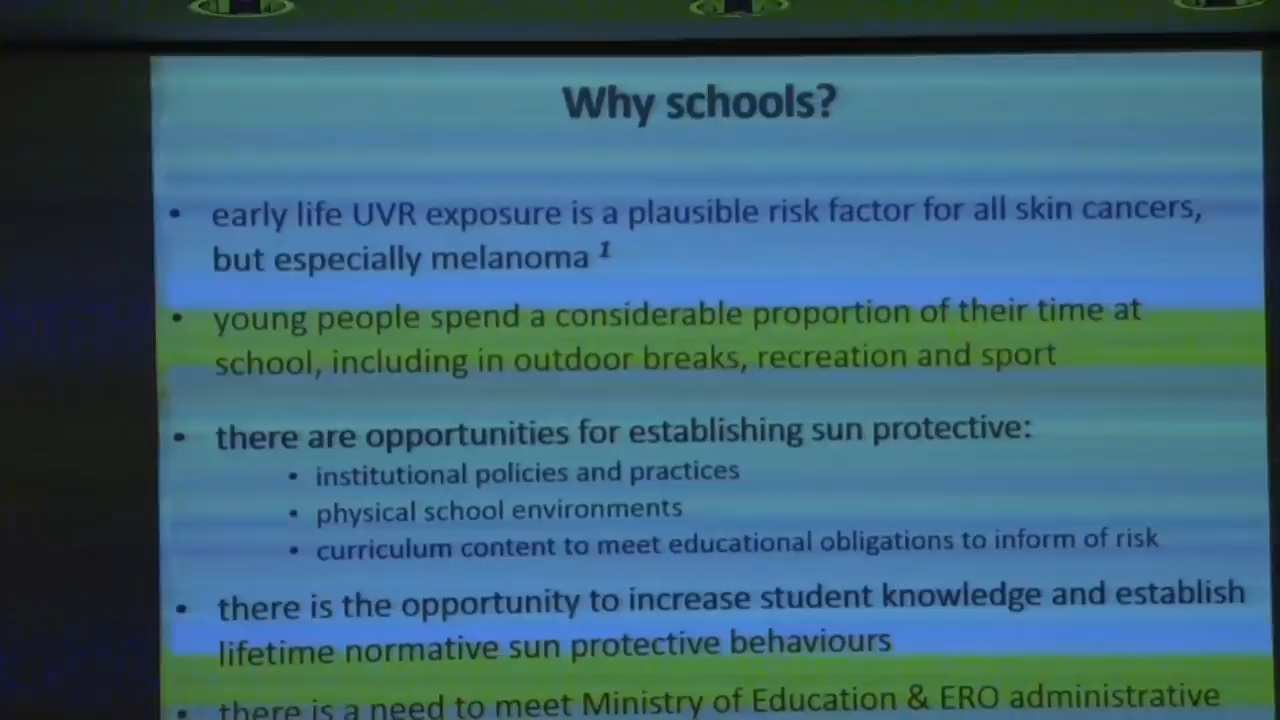 Why schools?
• early life UVR exposure is a plausible risk factor for all skin cancers,
but especially melanoma 1
• young people spend a considerable proportion of their time at
school, including in outdoor breaks, recreation and sport
• there are opportunities for establishing sun protective:
• institutional policies and practices
• physical school environments
• curriculum content to meet educational obligations to inform of risk
• there is the opportunity to increase student knowledge and establish
lifetime normative sun protective behaviours
• there is a need to meet Ministry of Education & ERO administrative